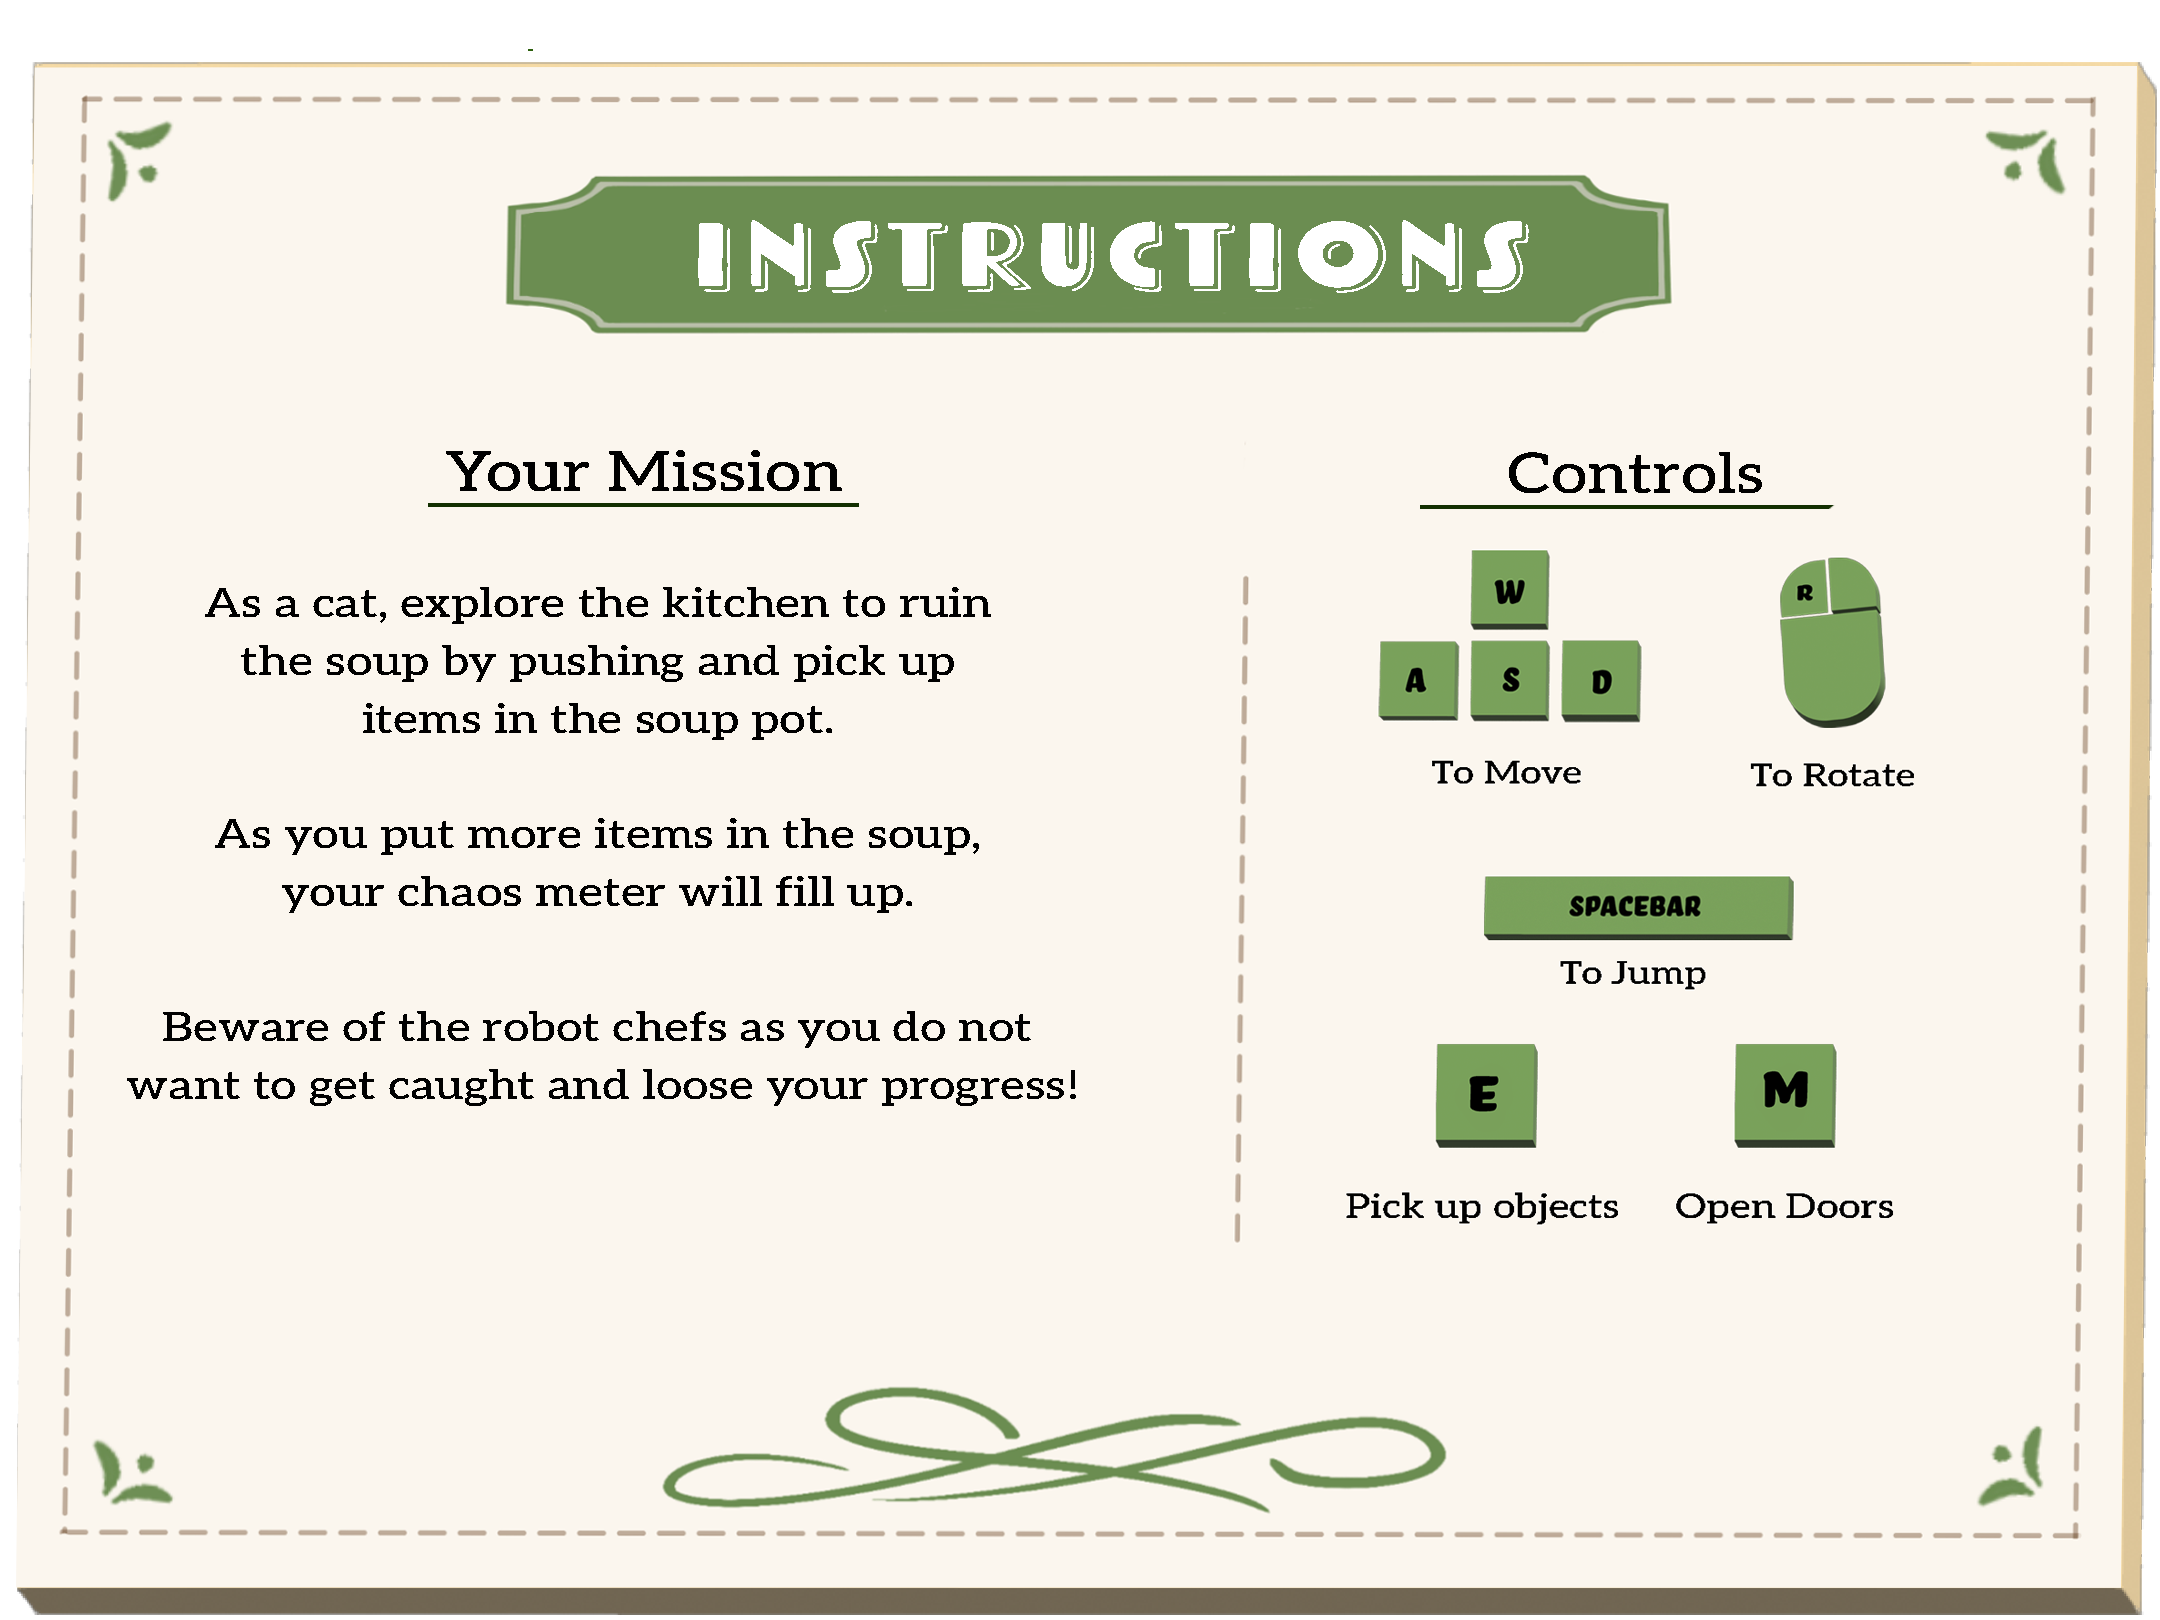 INSTRUCTIONS
Your Mission
As a cat, explore the kitchen to ruin
the soup by pushing and pick up
items in the soup pot.
As you put more items in the soup,
your chaos meter will fill up.
Beware of the robot chefs as you do not
want to get caught and loose your progress!
Controls
W
A S D
To Move
R
To Rotate
SPACEBAR
To Jump
E
Pick up objects
M
Open Doors